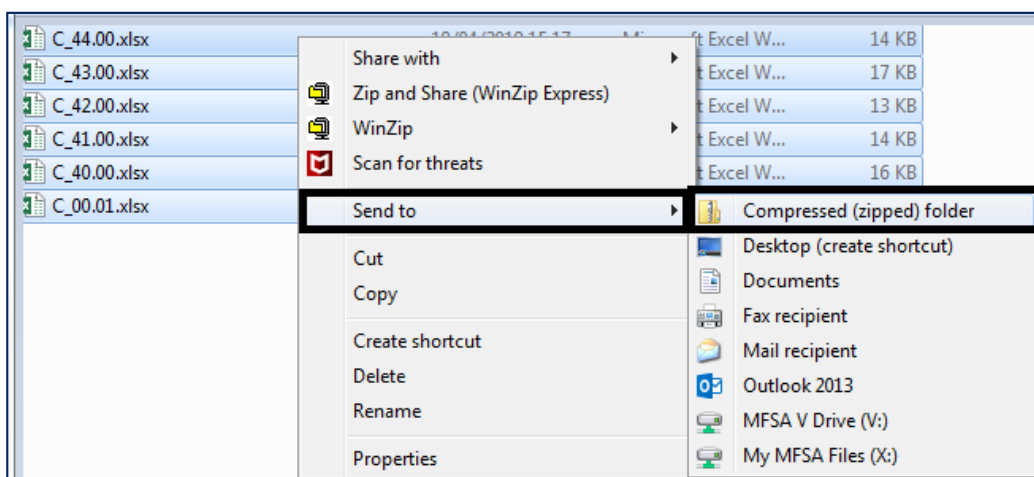 C_44.00.xlsx 14 KB
Share with
C_43.00.xlsx t Excel W... 17 KB
Zip and Share (WinZip Express)
C_42.00.xlsx t Excel W... 13 KB
WinZip
C_41.00.xlsx t Excel W... 14 KB
Scan for threats
C_40.00.xlsx t Excel W... 16 KB
C_00.01.xlsx
Send to
Cut
Copy
Create shortcut
Delete
Rename
Properties
Compressed (zipped) folder
Desktop (create shortcut)
Documents
Fax recipient
Mail recipient
Outlook 2013
MFSA V Drive (V:)
My MFSA Files (X:)